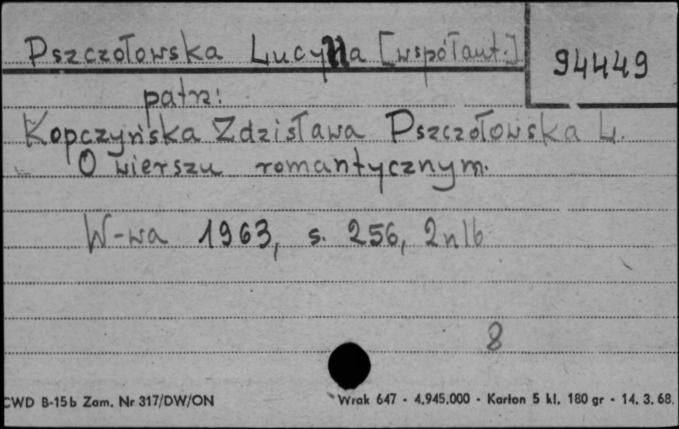 Pszczołowska Lucylla [współaut.]
94449
patrz:
Kopczyńska Zdzisława Pszczołowska L.
O wierszu romantycznym.
W-wa 1963, s. 256, 2nlb
8
CWD B-15b Zam. Nr 317/DW/ON
Wrak 647 - 4.945.000 - Karton 5 kl. 180 gr - 14. 3. 68.